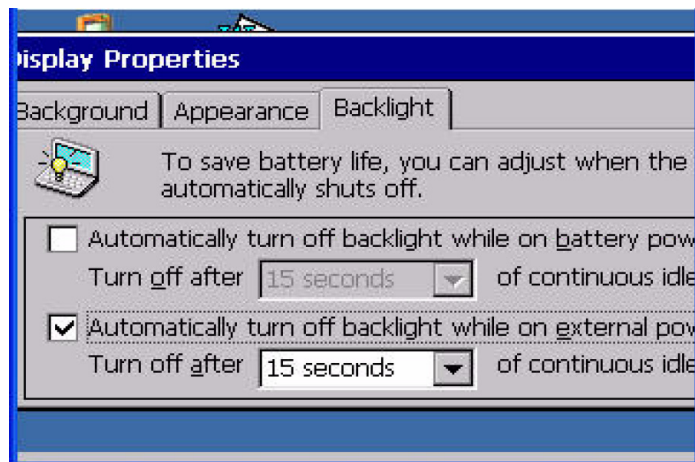 Display Properties
Background Appearance Backlight
To save battery life, you can adjust when the
automatically shuts off.
Automatically turn off backlight while on battery pow
Turn off after 15 seconds of continuous idle
Automatically turn off backlight while on external pow
Turn off after 15 seconds of continuous idle